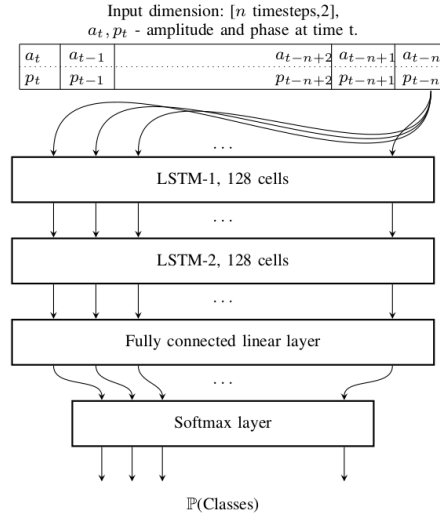 Input dimension: [n timesteps,2],
a_t, p_t - amplitude and phase at time t.
a_t a_{t−1} a_{t−n+2} a_{t−n+1} a_{t−n}
p_t p_{t−1} p_{t−n+2} p_{t−n+1} p_{t−n}
...
LSTM-1, 128 cells
...
LSTM-2, 128 cells
...
Fully connected linear layer
...
Softmax layer
ℙ(Classes)